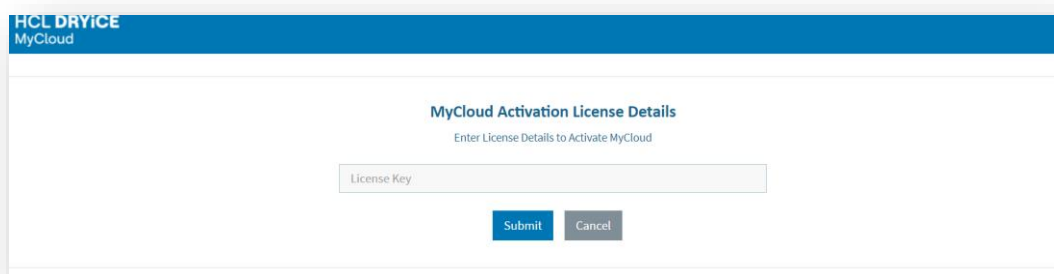 HCL DRYiCE
MyCloud
MyCloud Activation License Details
Enter License Details to Activate MyCloud
License Key
Submit Cancel